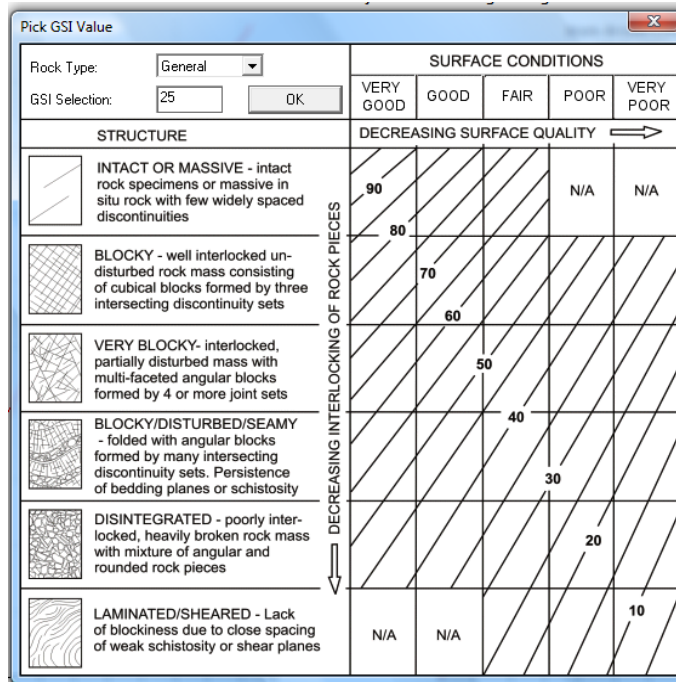 Pick GSI Value
Rock Type:
General
GSI Selection:
25
OK
SURFACE CONDITIONS
VERY GOOD
GOOD
FAIR
POOR
VERY POOR
STRUCTURE
DECREASING SURFACE QUALITY
DECREASING INTERLOCKING OF ROCK PIECES
INTACT OR MASSIVE - intact
rock specimens or massive in
situ rock with few widely spaced
discontinuities
90
80
N/A
N/A
BLOCKY - well interlocked un-
disturbed rock mass consisting
of cubical blocks formed by three
intersecting discontinuity sets
70
60
VERY BLOCKY- interlocked,
partially disturbed mass with
multi-faceted angular blocks
formed by 4 or more joint sets
50
BLOCKY/DISTURBED/SEAMY
- folded with angular blocks
formed by many intersecting
discontinuity sets. Persistence
of bedding planes or schistosity
40
30
DISINTEGRATED - poorly inter-
locked, heavily broken rock mass
with mixture of angular and
rounded rock pieces
20
LAMINATED/SHEARED - Lack
of blockiness due to close spacing
of weak schistosity or shear planes
N/A
N/A
10